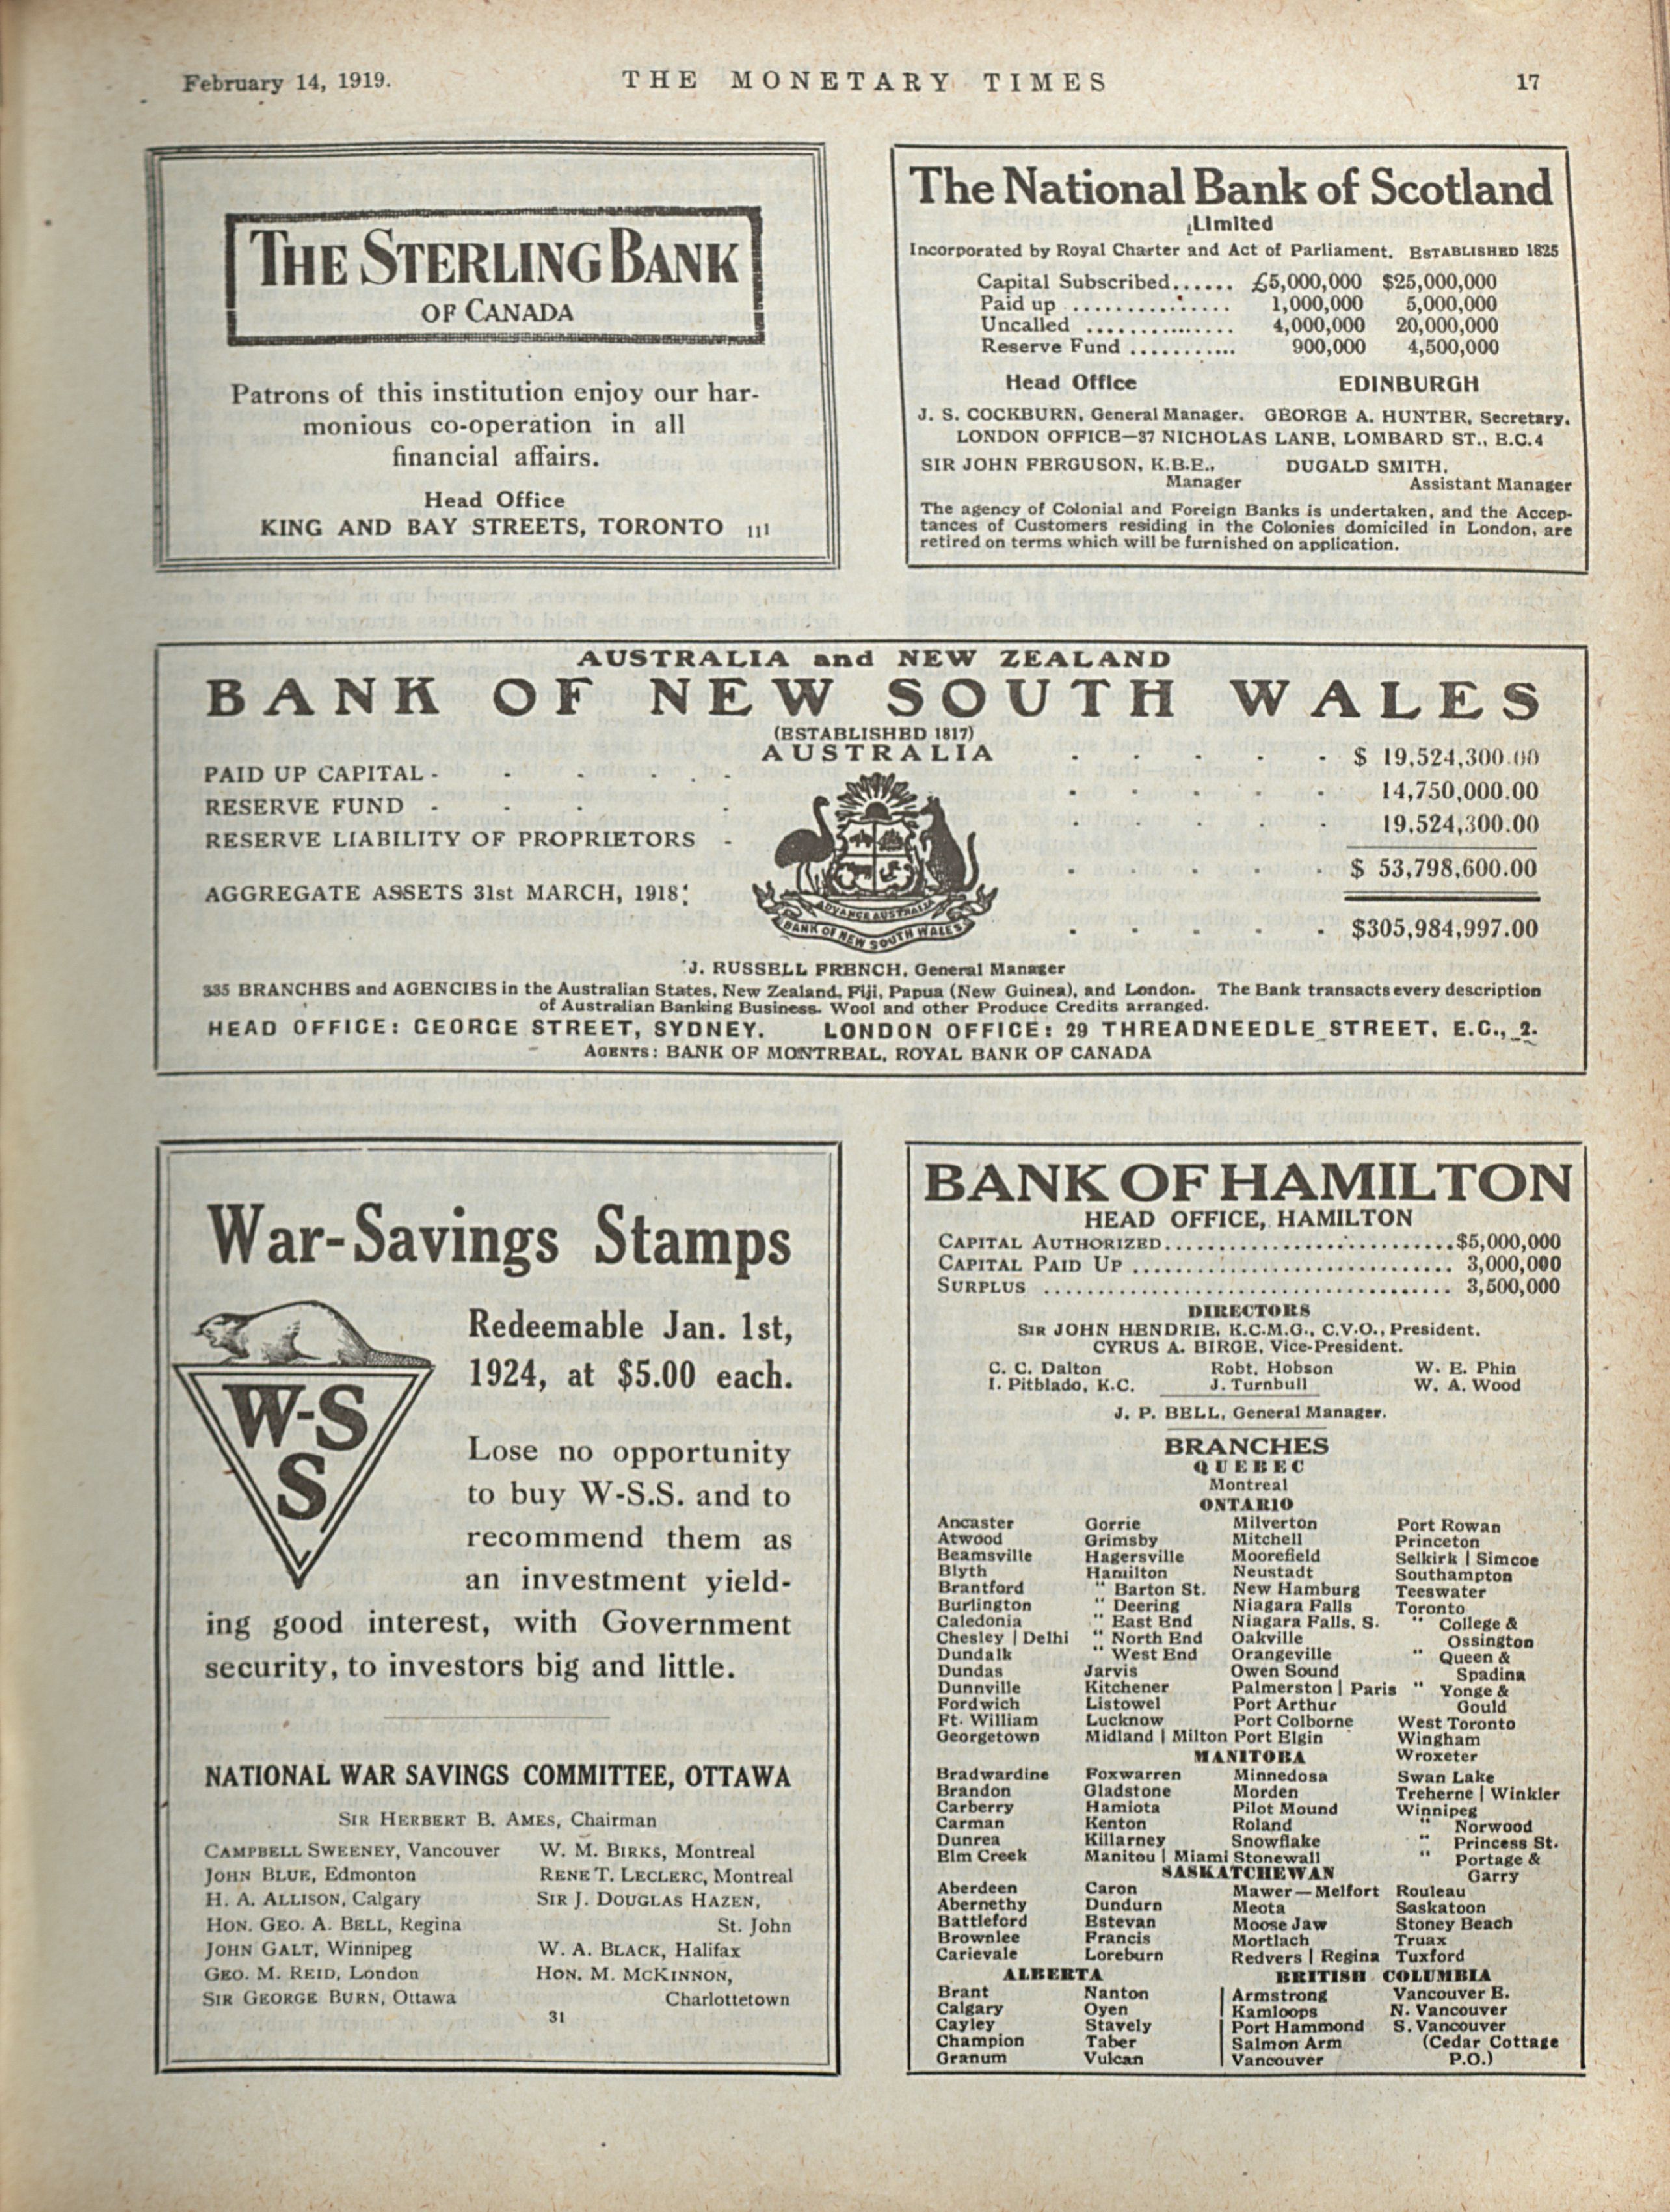 February 14, 1919.
THE MONETARY TIMES
17
THE STERLING BANK
OF CANADA
Patrons of this institution enjoy our har-
monious co-operation in all
financial affairs.
Head Office
KING AND BAY STREETS, TORONTO 111
The National Bank of Scotland
Limited
Incorporated by Royal Charter and Act of Parliament. ESTABLISHED 1825
Capital Subscribed...... £5,000,000 $25,000,000
Paid up ............... 1,000,000 5,000,000
Uncalled .............. 4,000,000 20,000,000
Reserve Fund ........... 900,000 4,500,000
Head Office EDINBURGH
J. S. COCKBURN, General Manager. GEORGE A. HUNTER, Secretary.
LONDON OFFICE—37 NICHOLAS LANE, LOMBARD ST., E.C.4
SIR JOHN FERGUSON, K.B.E., DUGALD SMITH,
Manager Assistant Manager
The agency of Colonial and Foreign Banks is undertaken, and the Accep-
tances of Customers residing in the Colonies domiciled in London, are
retired on terms which will be furnished on application.
AUSTRALIA and NEW ZEALAND
BANK OF NEW SOUTH WALES
(ESTABLISHED 1817)
AUSTRALIA
PAID UP CAPITAL - - - - - - $ 19,524,300.00
RESERVE FUND - - - - 14,750,000.00
RESERVE LIABILITY OF PROPRIETORS - 19,524,300.00
$ 53,798,600.00
AGGREGATE ASSETS 31st MARCH, 1918: $305,984,997.00
ADVANCE AUSTRALIA
BANK OF NEW SOUTH WALES
J. RUSSELL FRENCH, General Manager
335 BRANCHES and AGENCIES in the Australian States, New Zealand, Fiji, Papua (New Guinea), and London. The Bank transacts every description
of Australian Banking Business. Wool and other Produce Credits arranged.
HEAD OFFICE: GEORGE STREET, SYDNEY. LONDON OFFICE: 29 THREADNEEDLE STREET, E.C., 2.
AGENTS: BANK OF MONTREAL, ROYAL BANK OF CANADA
War-Savings Stamps
W-S
S
Redeemable Jan. 1st,
1924, at $5.00 each.
Lose no opportunity
to buy W-S.S. and to
recommend them as
an investment yield-
ing good interest, with Government
security, to investors big and little.
NATIONAL WAR SAVINGS COMMITTEE, OTTAWA
SIR HERBERT B. AMES, Chairman
CAMPBELL SWEENEY, Vancouver W. M. BIRKS, Montreal
JOHN BLUE, Edmonton RENE T. LECLERC, Montreal
H. A. ALLISON, Calgary SIR J. DOUGLAS HAZEN,
HON. GEO. A. BELL, Regina St. John
JOHN GALT, Winnipeg W. A. BLACK, Halifax
GEO. M. REID, London HON. M. MCKINNON,
SIR GEORGE BURN, Ottawa Charlottetown
31
BANK OF HAMILTON
HEAD OFFICE, HAMILTON
CAPITAL AUTHORIZED...........................$5,000,000
CAPITAL PAID UP .............................. 3,000,000
SURPLUS ...................................... 3,500,000
DIRECTORS
SIR JOHN HENDRIE, K.C.M.G., C.V.O., President.
CYRUS A. BIRGE, Vice-President.
C. C. Dalton Robt. Hobson W. E. Phin
I. Pitblado, K.C. J. Turnbull W. A. Wood
J. P. BELL, General Manager.
BRANCHES
QUEBEC
Montreal
ONTARIO
Ancaster Gorrie Milverton Port Rowan
Atwood Grimsby Mitchell Princeton
Beamsville Hagersville Moorefield Selkirk | Simcoe
Blyth Hamilton Neustadt Southampton
Brantford " Barton St. New Hamburg Teeswater
Burlington " Deering Niagara Falls Toronto
Caledonia " East End Niagara Falls, S. " College &
Chesley | Delhi " North End Oakville Ossington
Dundalk " West End Orangeville " Queen &
Dundas Jarvis Owen Sound Spadina
Dunnville Kitchener Palmerston | Paris " Yonge &
Fordwich Listowel Port Arthur Gould
Ft. William Lucknow Port Colborne West Toronto
Georgetown Midland | Milton Port Elgin Wingham
Wroxeter
MANITOBA
Bradwardine Foxwarren Minnedosa Swan Lake
Brandon Gladstone Morden Treherne | Winkler
Carberry Hamiota Pilot Mound Winnipeg
Carman Kenton Roland " Norwood
Dunrea Killarney Snowflake " Princess St.
Elm Creek Manitou | Miami Stonewall " Portage &
Garry
SASKATCHEWAN
Aberdeen Caron Mawer—Melfort Rouleau
Abernethy Dundurn Meota Saskatoon
Battleford Estevan Moose Jaw Stoney Beach
Brownlee Francis Mortlach Truax
Carievale Loreburn Redvers | Regina Tuxford
ALBERTA BRITISH COLUMBIA
Brant Nanton Armstrong Vancouver E.
Calgary Oyen Kamloops N. Vancouver
Cayley Stavely Port Hammond S. Vancouver
Champion Taber Salmon Arm (Cedar Cottage
Granum Vulcan Vancouver P.O.)